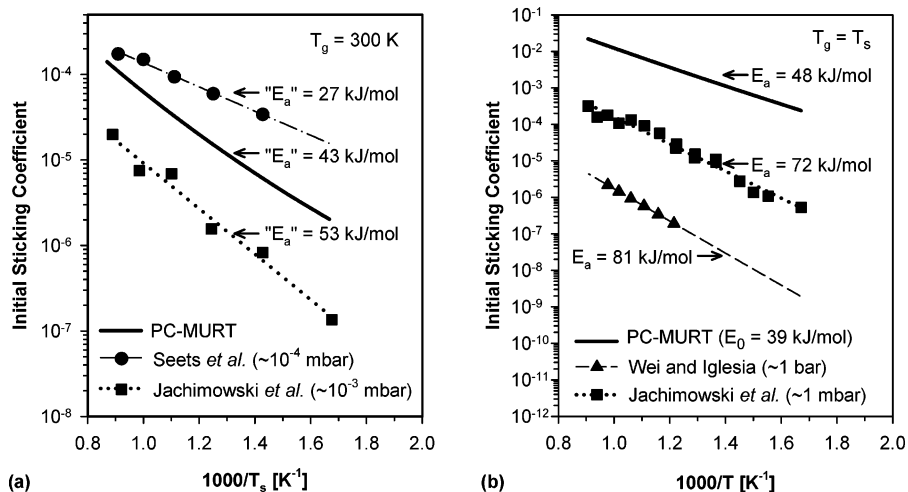 T_g = 300 K
"E_a" = 27 kJ/mol
"E_a" = 43 kJ/mol
"E_a" = 53 kJ/mol
PC-MURT
Seets et al. (~10^-4 mbar)
Jachimowski et al. (~10^-3 mbar)
Initial Sticking Coefficient
10^-4
10^-5
10^-6
10^-7
10^-8
0.8 1.0 1.2 1.4 1.6 1.8 2.0
1000/T_s [K^-1]
(a)
T_g = T_s
E_a = 48 kJ/mol
E_a = 72 kJ/mol
E_a = 81 kJ/mol
PC-MURT (E_0 = 39 kJ/mol)
Wei and Iglesia (~1 bar)
Jachimowski et al. (~1 mbar)
Initial Sticking Coefficient
10^-1
10^-2
10^-3
10^-4
10^-5
10^-6
10^-7
10^-8
10^-9
10^-10
10^-11
10^-12
0.8 1.0 1.2 1.4 1.6 1.8 2.0
1000/T [K^-1]
(b)